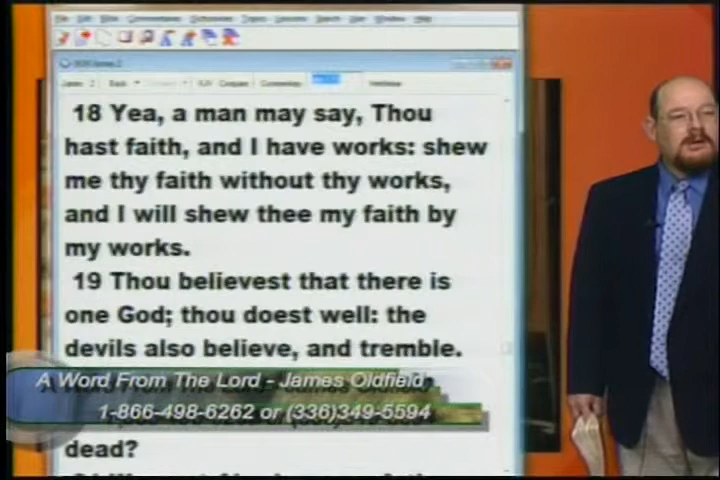 18 Yea, a man may say, Thou
hast faith, and I have works: shew
me thy faith without thy works,
and I will shew thee my faith by
my works.
19 Thou believest that there is
one God; thou doest well: the
devils also believe, and tremble.
A Word From The Lord - James Oldfield
1-866-498-6262 or (336)349-5594
dead?